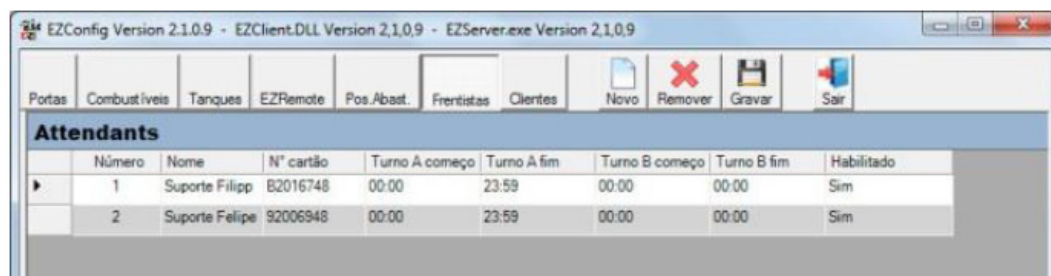 EZConfig Version 2.1.0.9 - EZClient.DLL Version 2,1,0,9 - EZServer.exe Version 2,1,0,9
Portas Combustíveis Tanques EZRemote Pos.Abast. Frentistas Clientes Novo Remover Gravar Sair
Attendants
Número Nome N° cartão Turno A começo Turno A fim Turno B começo Turno B fim Habilitado
1 Suporte Filipp B2016748 00:00 23:59 00:00 00:00 Sim
2 Suporte Felipe 92006948 00:00 23:59 00:00 00:00 Sim